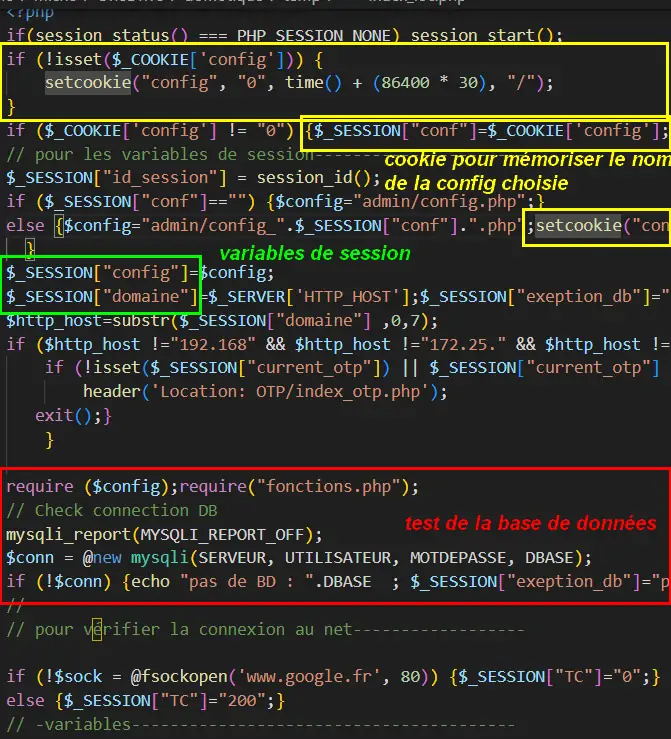 <?php
if(session_status() === PHP_SESSION_NONE) session_start();
if (!isset($_COOKIE['config'])) {
setcookie("config", "0", time() + (86400 * 30), "/");
}
if ($_COOKIE['config'] != "0") {$_SESSION["conf"]=$_COOKIE['config'];
// pour les variables de session-------
cookie pour mémoriser le nom
$_SESSION["id_session"] = session_id();
de la config choisie
if ($_SESSION["conf"]=="") {$config="admin/config.php";}
else {$config="admin/config_".$_SESSION["conf"].".php";setcookie("con
}
variables de session
$_SESSION["config"]=$config;
$_SESSION["domaine"]=$_SERVER['HTTP_HOST'];$_SESSION["exeption_db"]="
$http_host=substr($_SESSION["domaine"] ,0,7);
if ($http_host !="192.168" && $http_host !="172.25." && $http_host !=
if (!isset($_SESSION["current_otp"]) || $_SESSION["current_otp"]
header('Location: OTP/index_otp.php');
exit();}
}
require ($config);require("fonctions.php");
// Check connection DB
mysqli_report(MYSQLI_REPORT_OFF);
test de la base de données
$conn = @new mysqli(SERVEUR, UTILISATEUR, MOTDEPASSE, DBASE);
if (!$conn) {echo "pas de BD : ".DBASE  ; $_SESSION["exeption_db"]="p
//
// pour vérifier la connexion au net------------------
if (!$sock = @fsockopen('www.google.fr', 80)) {$_SESSION["TC"]="0";}
else {$_SESSION["TC"]="200";}
// -variables----------------------------------------